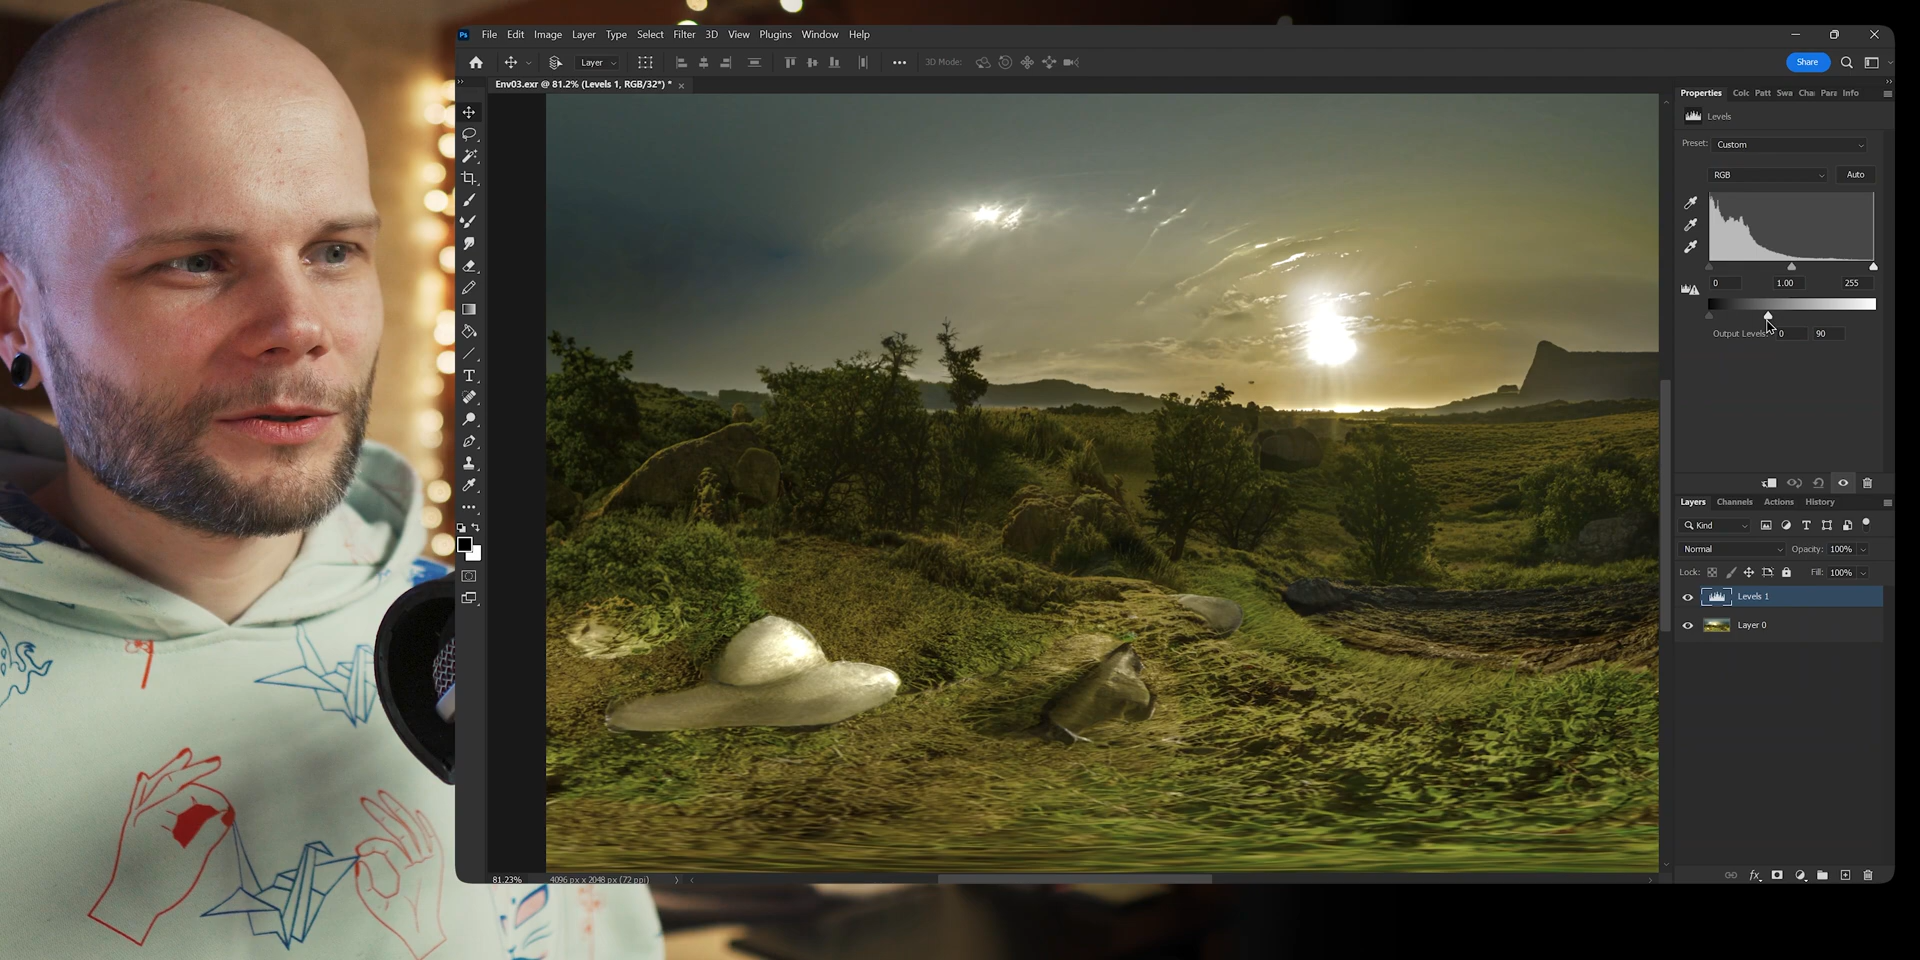 Ps File Edit Image Layer Type Select Filter 3D View Plugins Window Help
Layer 3D Mode: Share
Env03.exr @ 81.2% (Levels 1, RGB/32*) *
Properties Colc Patt Swa Cha Para Info
Levels
Preset: Custom
RGB Auto
0 1.00 255
Output Levels: 0 90
Layers Channels Actions History
Kind
Normal Opacity: 100%
Lock: Fill: 100%
Levels 1
Layer 0
81.23% 4096 px x 2048 px (72 ppi)
fx